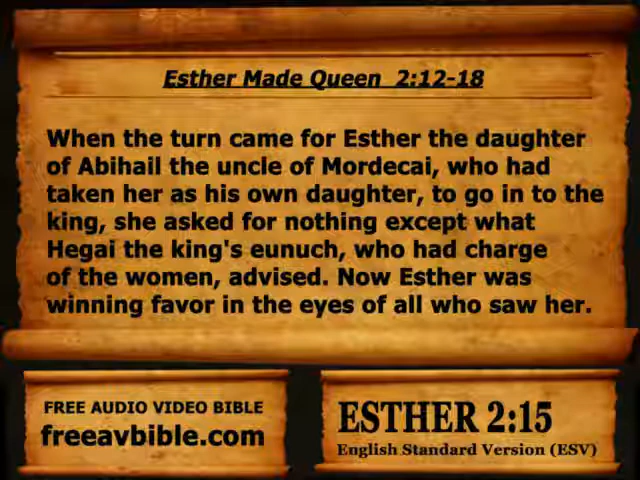 Esther Made Queen  2:12-18
When the turn came for Esther the daughter
of Abihail the uncle of Mordecai, who had
taken her as his own daughter, to go in to the
king, she asked for nothing except what
Hegai the king's eunuch, who had charge
of the women, advised. Now Esther was
winning favor in the eyes of all who saw her.
FREE AUDIO VIDEO BIBLE
freeavbible.com
ESTHER 2:15
English Standard Version (ESV)